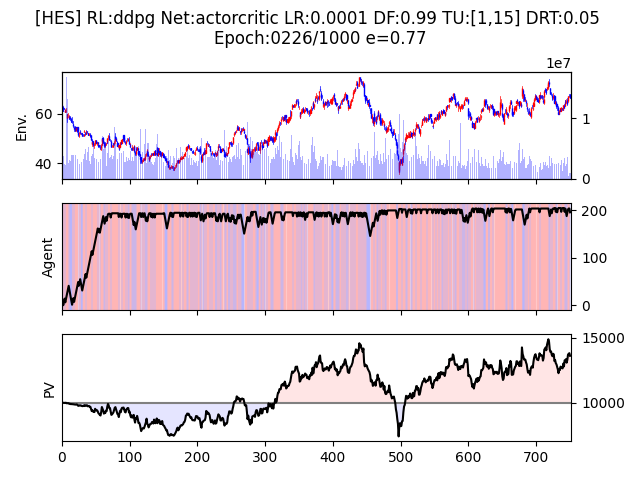 [HES] RL:ddpg Net:actorcritic LR:0.0001 DF:0.99 TU:[1,15] DRT:0.05
Epoch:0226/1000 e=0.77
1e7
Env.
60
40
1
0
Agent
200
100
0
PV
15000
10000
0 100 200 300 400 500 600 700